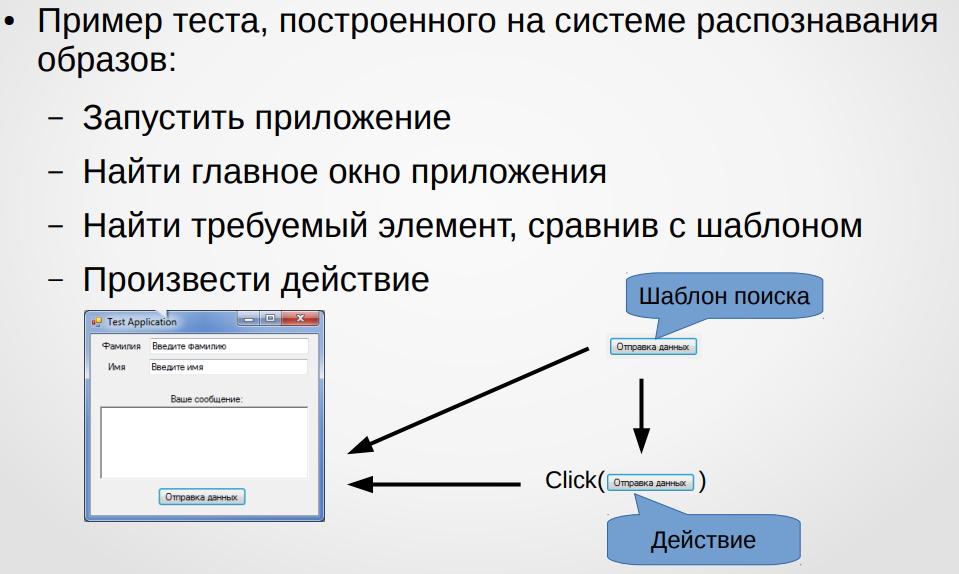 • Пример теста, построенного на системе распознавания
образов:
– Запустить приложение
– Найти главное окно приложения
– Найти требуемый элемент, сравнив с шаблоном
– Произвести действие
Шаблон поиска
Test Application
Фамилия Введите фамилию
Отправка данных
Имя Введите имя
Ваше сообщение:
Click( Отправка данных )
Отправка данных
Действие